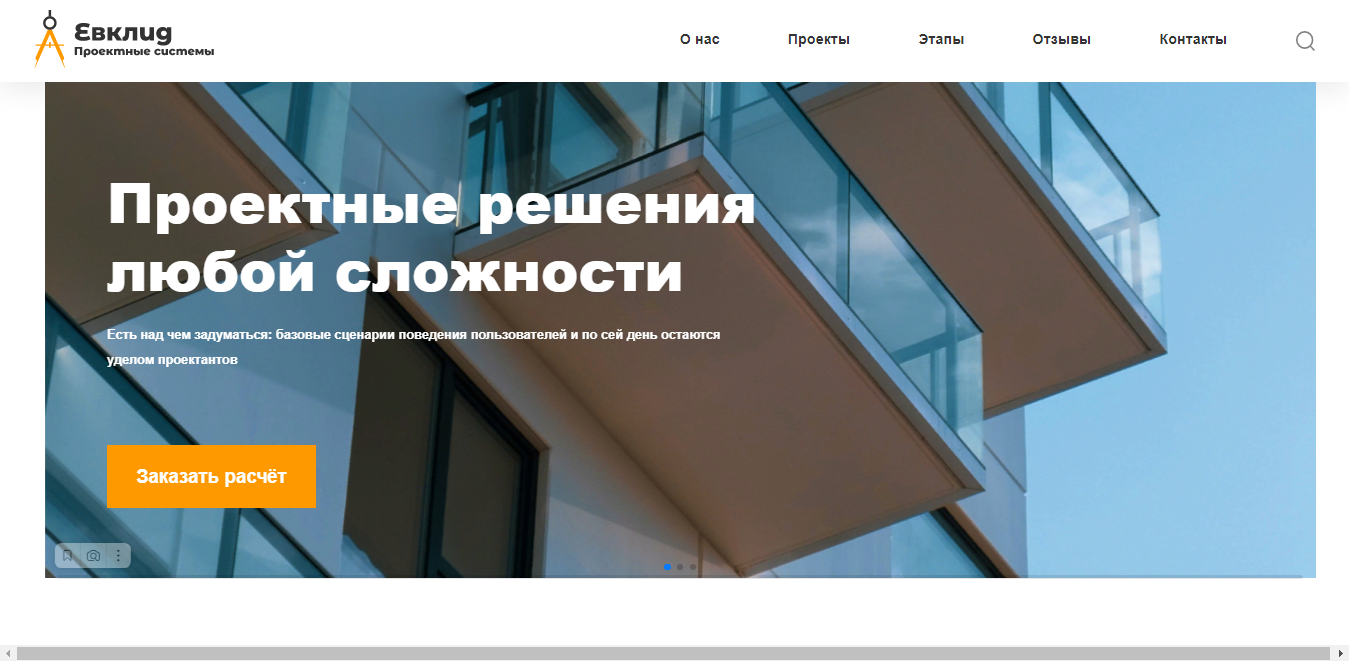 Евклид
Проектные системы
О нас
Проекты
Этапы
Отзывы
Контакты
Проектные решения
любой сложности
Есть над чем задуматься: базовые сценарии поведения пользователей и по сей день остаются
уделом проектантов
Заказать расчёт